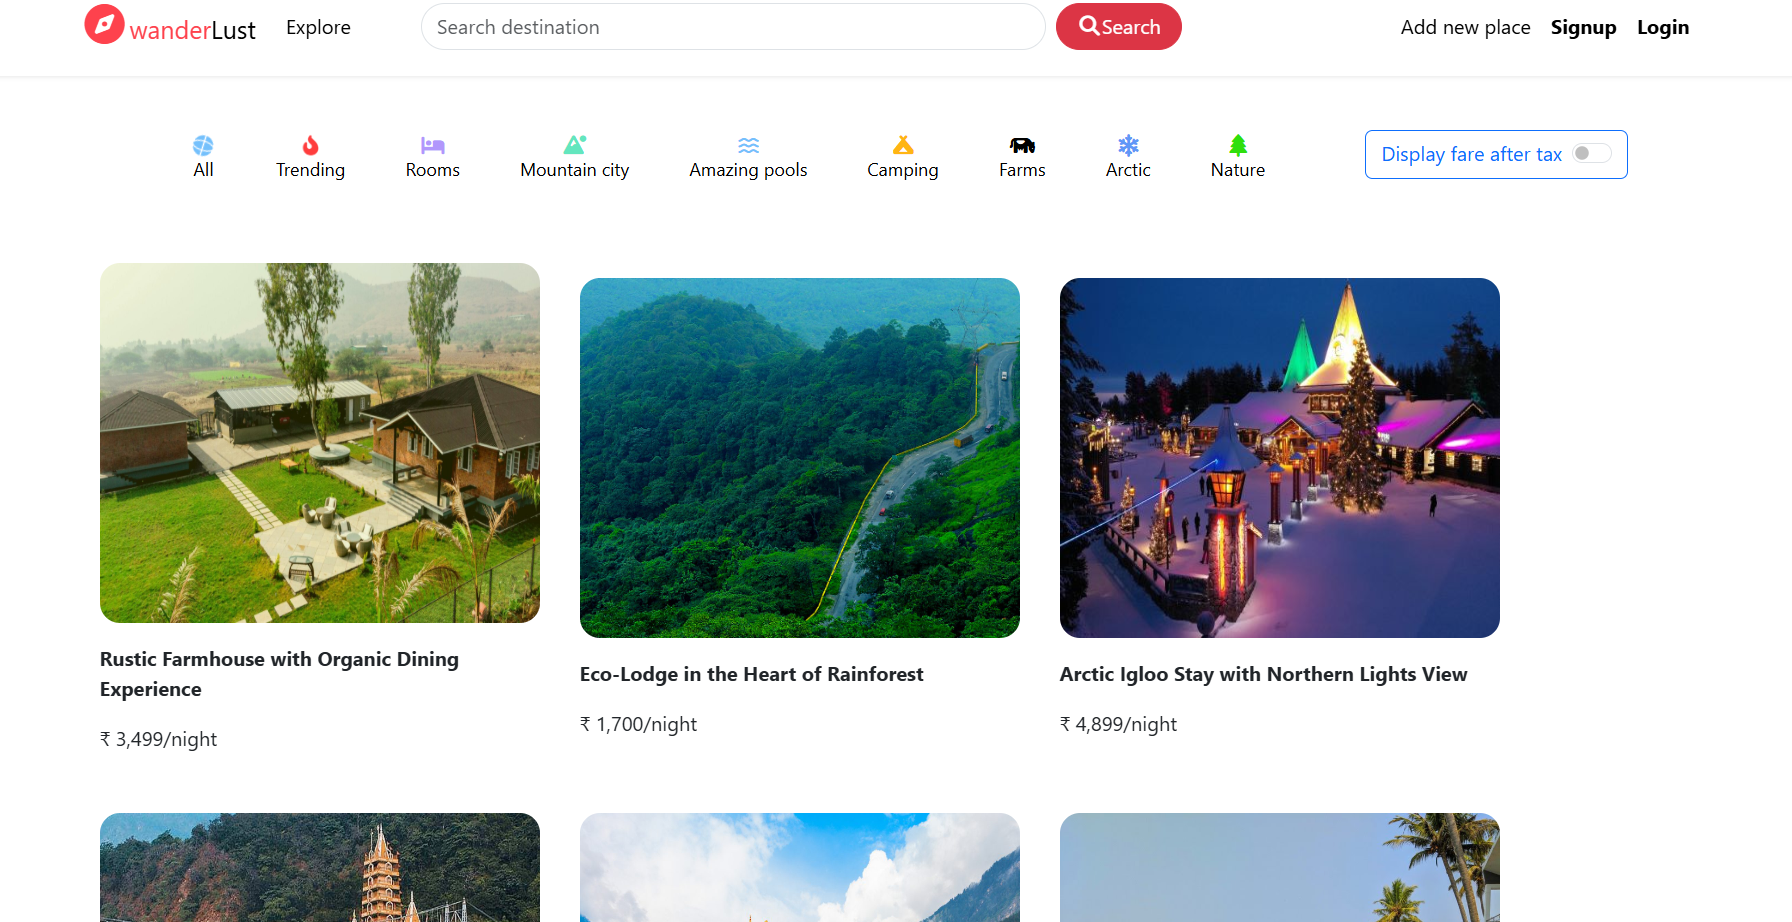 wanderLust Explore Search destination Search Add new place Signup Login
All Trending Rooms Mountain city Amazing pools Camping Farms Arctic Nature Display fare after tax
Rustic Farmhouse with Organic Dining
Experience
₹ 3,499/night
Eco-Lodge in the Heart of Rainforest
₹ 1,700/night
Arctic Igloo Stay with Northern Lights View
₹ 4,899/night